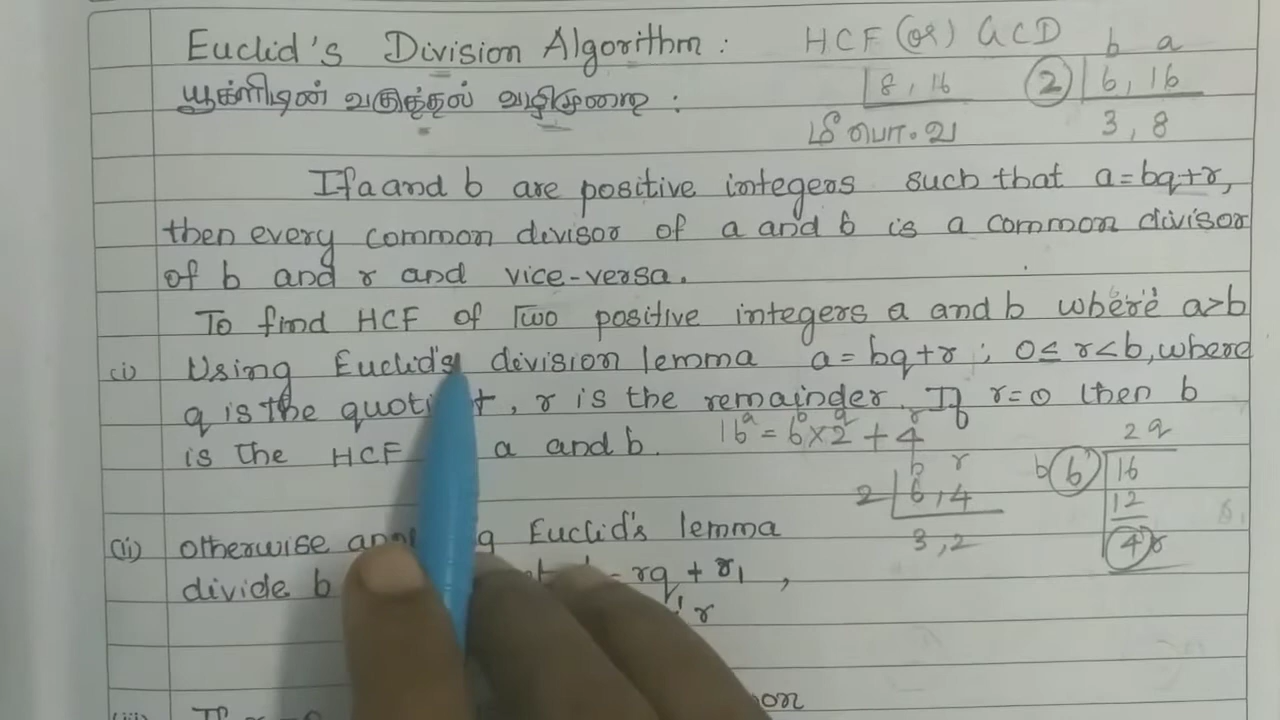 Euclid's Division Algorithm : HCF (or) GCD
b a
8, 16 2 6, 16
யூக்ளிடின் வகுத்தல் வழிமுறை :
மீ.பொ.வ 3, 8
If a and b are positive integers such that a=bq+r,
then every common divisor of a and b is a common divisor
of b and r and vice-versa.
To find HCF of Two positive integers a and b where a>b
(i) Using Euclid's division lemma a = bq+r ; 0≤ r<b, where
q is the , r is the remainder. If r=0 then b
is the HCF a and b.
a b q r
16 = 6×2 + 4
2 q
b 6 16
12
4 r
b r
2 6, 4
3, 2
(ii) otherwise Euclid's lemma
divide b rq + r₁ ,
r
(iii) If